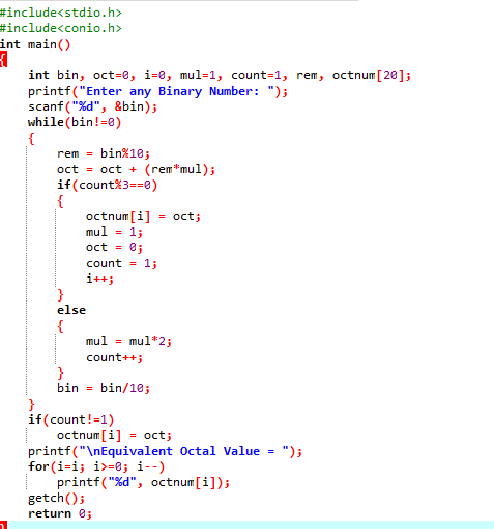 #include<stdio.h>
#include<conio.h>
int main()
{
int bin, oct=0, i=0, mul=1, count=1, rem, octnum[20];
printf("Enter any Binary Number: ");
scanf("%d", &bin);
while(bin!=0)
{
rem = bin%10;
oct = oct + (rem*mul);
if(count%3==0)
{
octnum[i] = oct;
mul = 1;
oct = 0;
count = 1;
i++;
}
else
{
mul = mul*2;
count++;
}
bin = bin/10;
}
if(count!=1)
octnum[i] = oct;
printf("\nEquivalent Octal Value = ");
for(i=i; i>=0; i--)
printf("%d", octnum[i]);
getch();
return 0;
}